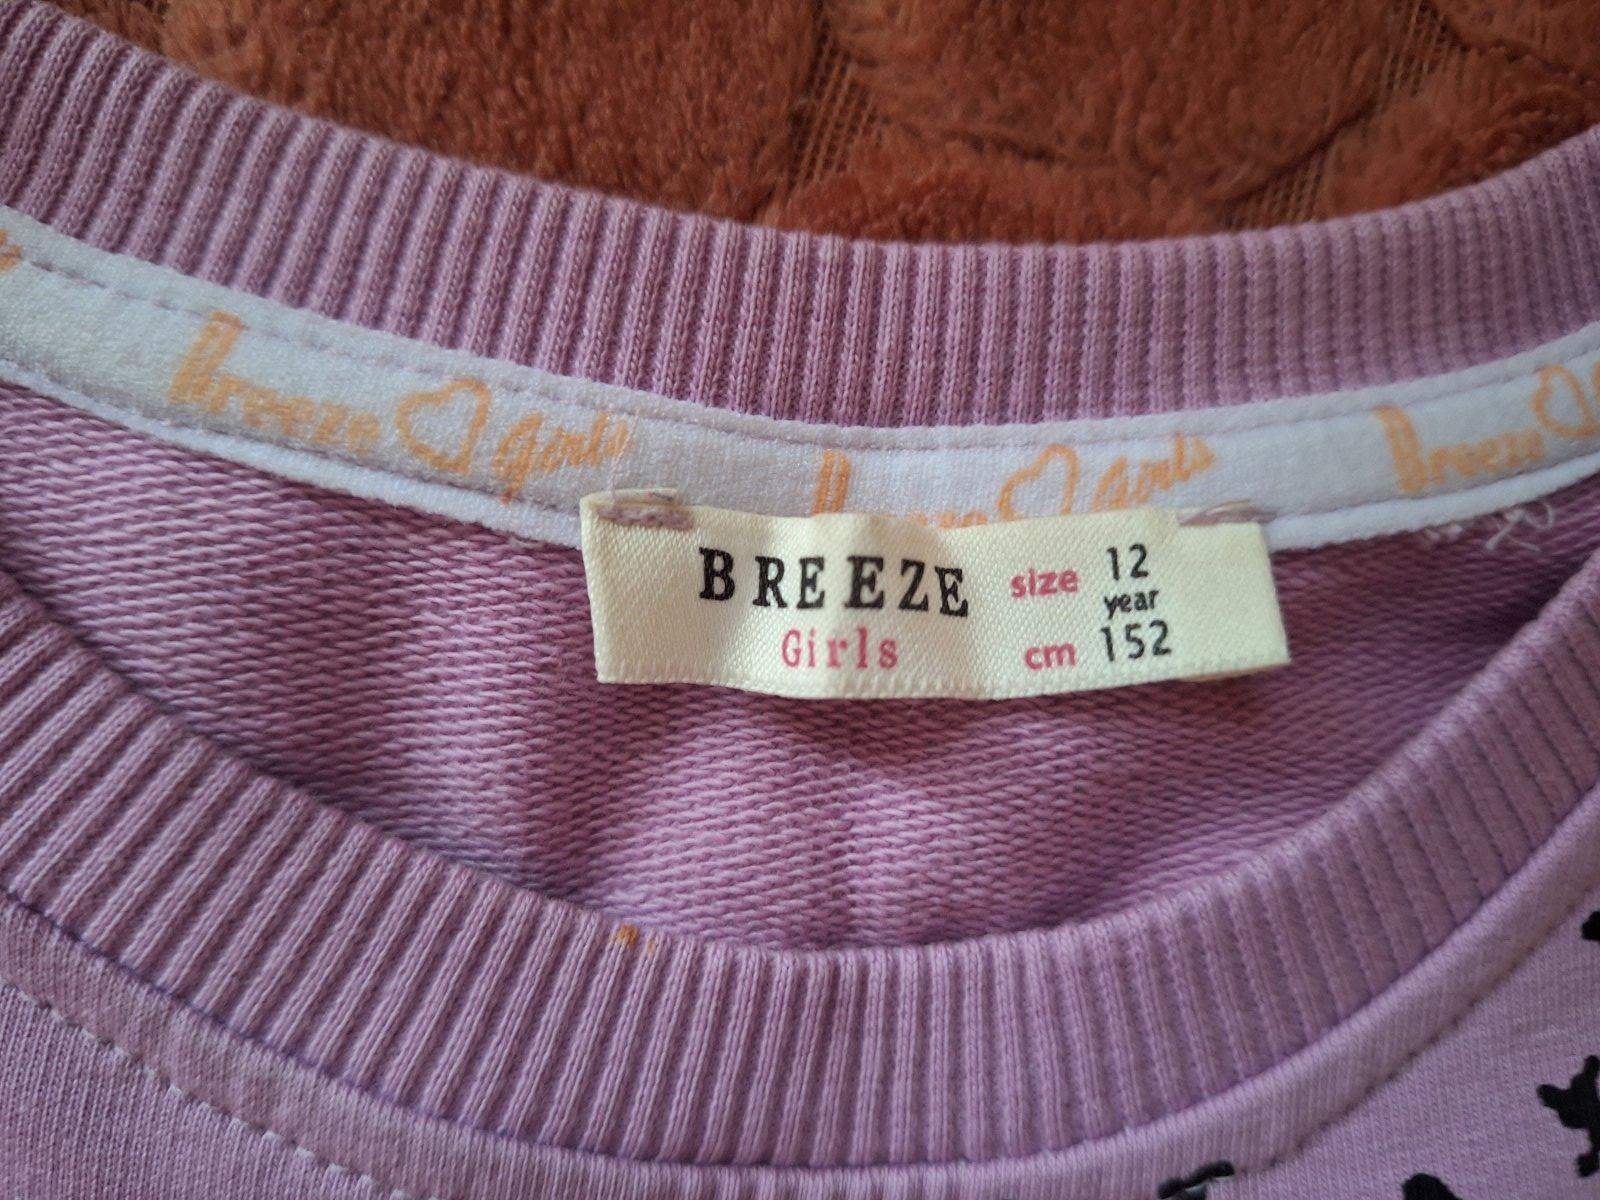 Breeze Girls
Girls
Breeze
BREEZE
Girls
size 12
year
cm 152